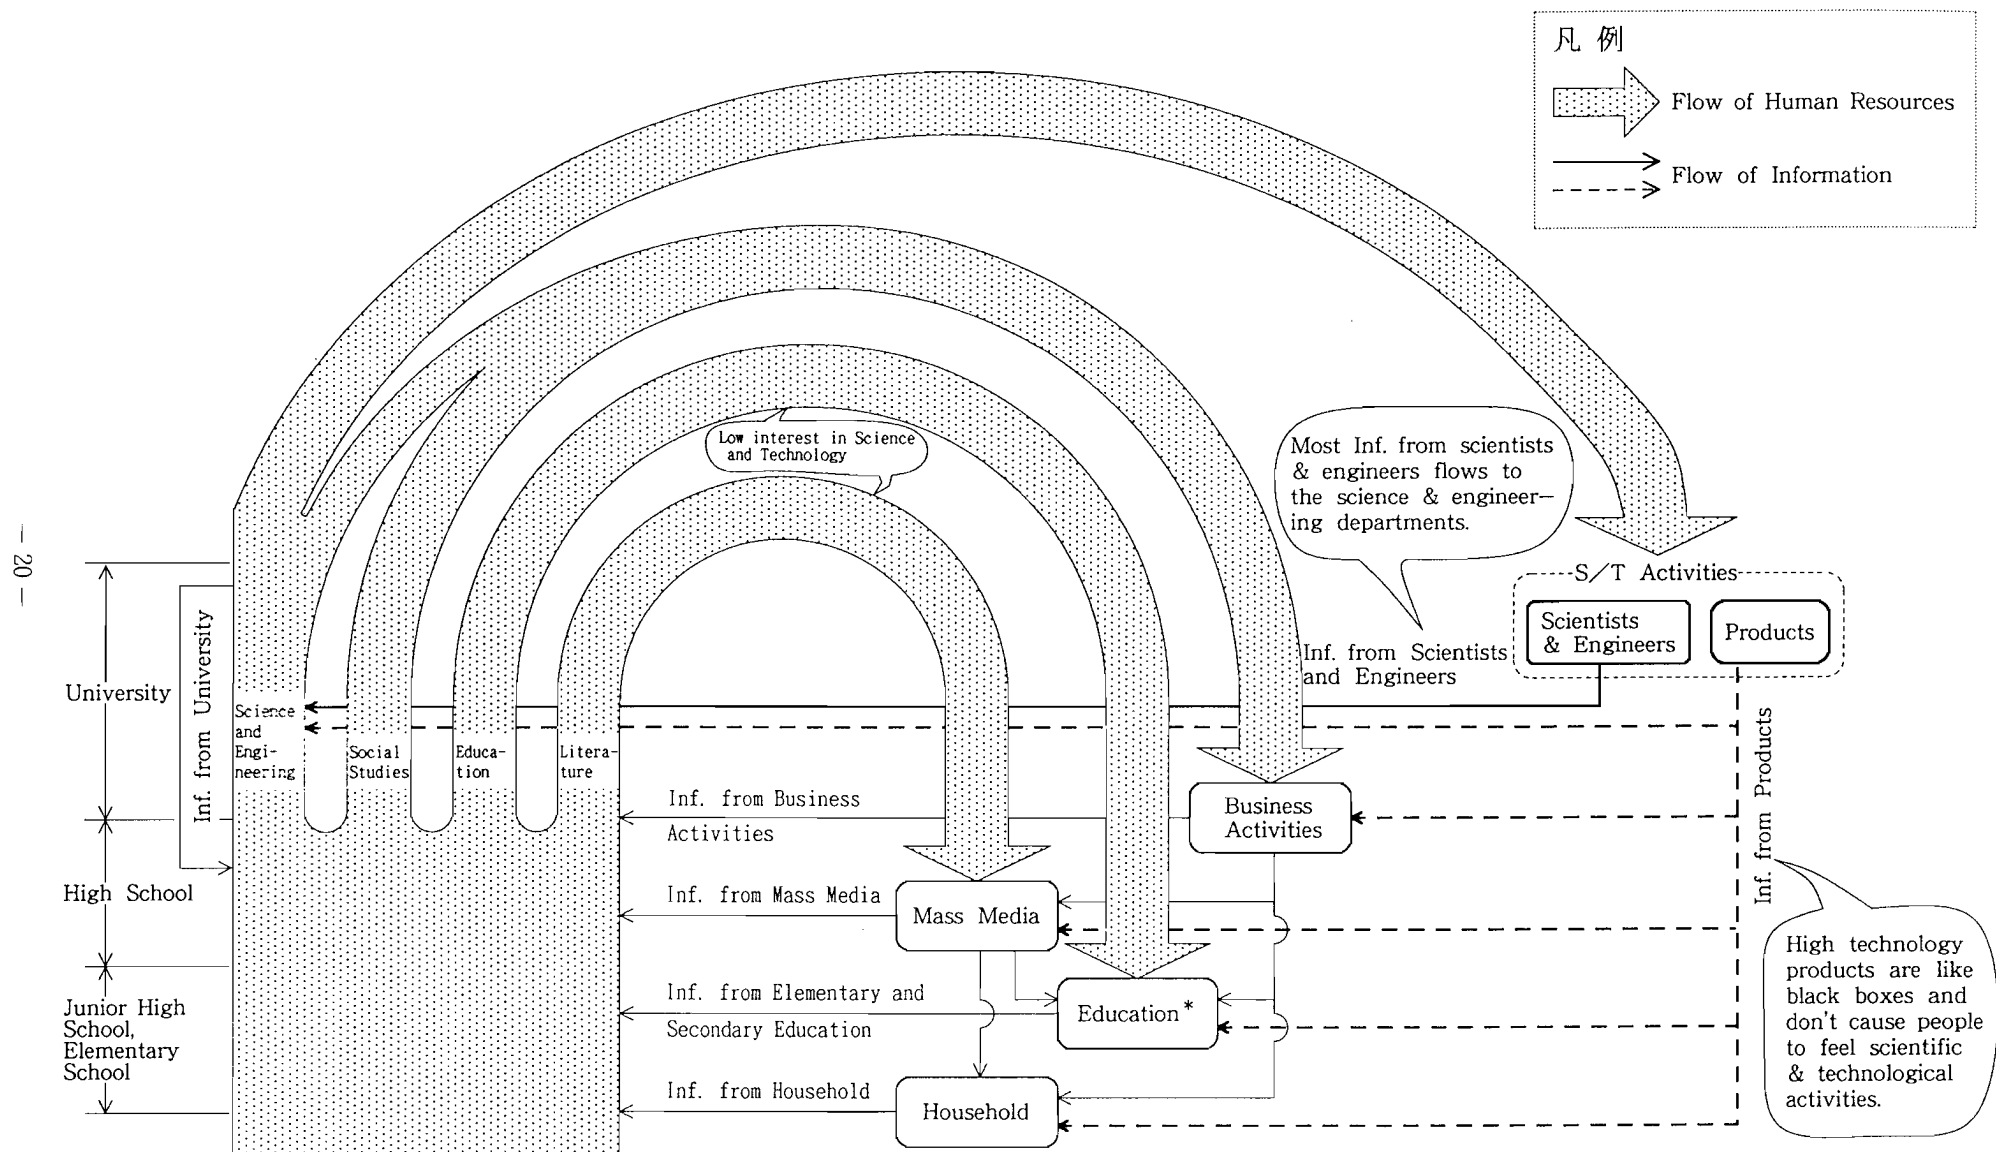 凡 例
Flow of Human Resources
Flow of Information
Low interest in Science
and Technology
Most Inf. from scientists
& engineers flows to
the science & engineer–
ing departments.
S/T Activities
Scientists
& Engineers
Products
Inf. from Scientists
and Engineers
— 20 —
University
Inf. from University
Science
and
Engi-
neering
Social
Studies
Educa-
tion
Litera-
ture
Inf. from Products
Inf. from Business
Activities
Business
Activities
High School
Inf. from Mass Media
Mass Media
High technology
products are like
black boxes and
don't cause people
to feel scientific
& technological
activities.
Junior High
School,
Elementary
School
Inf. from Elementary and
Secondary Education
Education*
Inf. from Household
Household